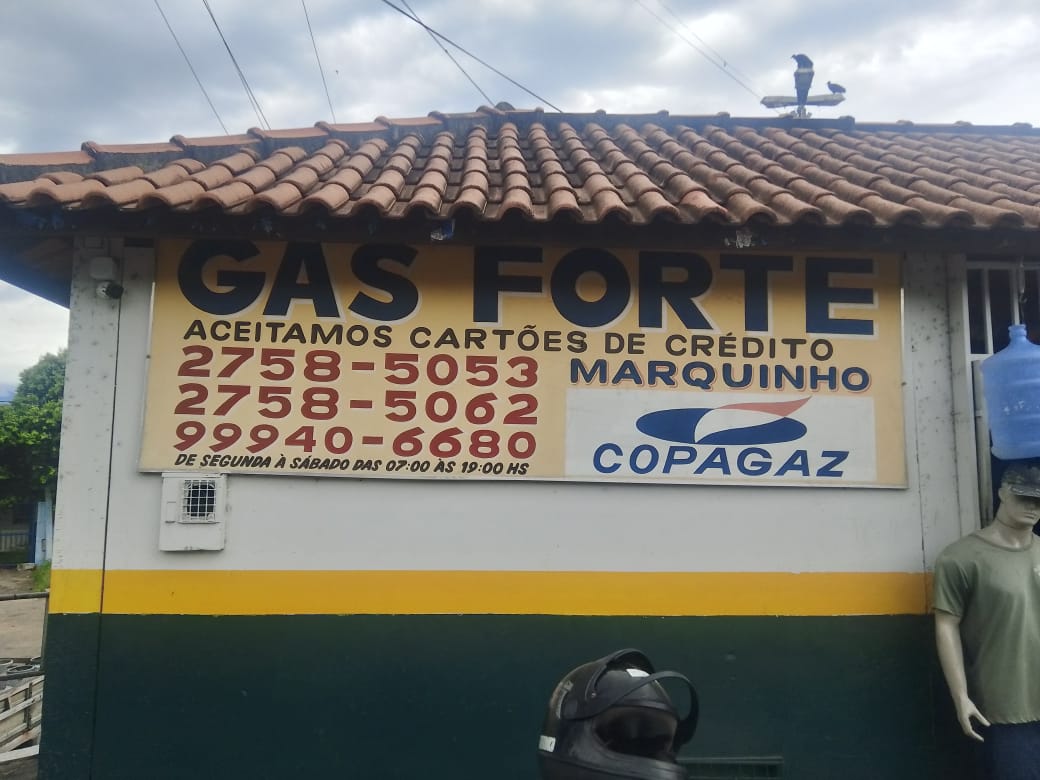 GAS FORTE
ACEITAMOS CARTÕES DE CRÉDITO
2758-5053
2758-5062
99940-6680
DE SEGUNDA À SÁBADO DAS 07:00 ÀS 19:00 HS
MARQUINHO
COPAGAZ